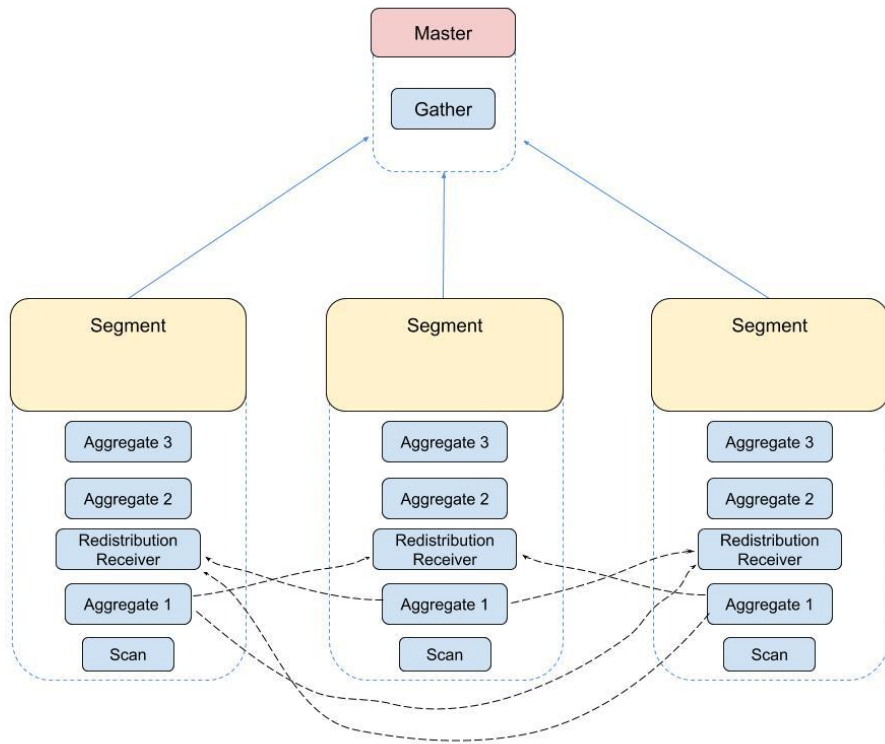 Master
Gather
Segment
Segment
Segment
Aggregate 3
Aggregate 3
Aggregate 3
Aggregate 2
Aggregate 2
Aggregate 2
Redistribution
Receiver
Redistribution
Receiver
Redistribution
Receiver
Aggregate 1
Aggregate 1
Aggregate 1
Scan
Scan
Scan